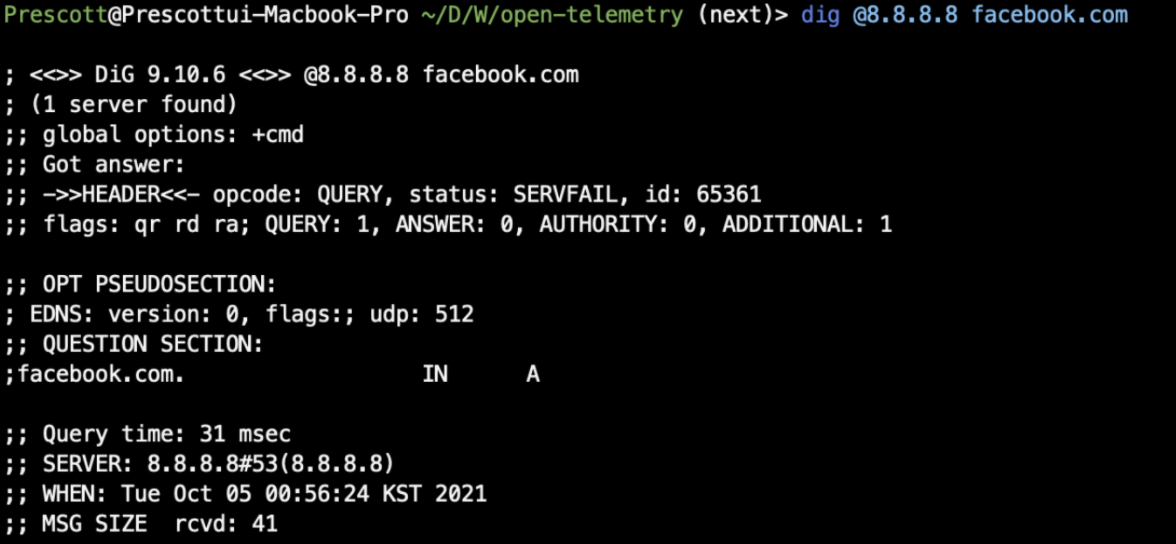 Prescott@Prescottui-Macbook-Pro ~/D/W/open-telemetry (next)> dig @8.8.8.8 facebook.com
; <<>> DiG 9.10.6 <<>> @8.8.8.8 facebook.com
; (1 server found)
;; global options: +cmd
;; Got answer:
;; ->>HEADER<<- opcode: QUERY, status: SERVFAIL, id: 65361
;; flags: qr rd ra; QUERY: 1, ANSWER: 0, AUTHORITY: 0, ADDITIONAL: 1
;; OPT PSEUDOSECTION:
; EDNS: version: 0, flags:; udp: 512
;; QUESTION SECTION:
;facebook.com. IN A
;; Query time: 31 msec
;; SERVER: 8.8.8.8#53(8.8.8.8)
;; WHEN: Tue Oct 05 00:56:24 KST 2021
;; MSG SIZE rcvd: 41